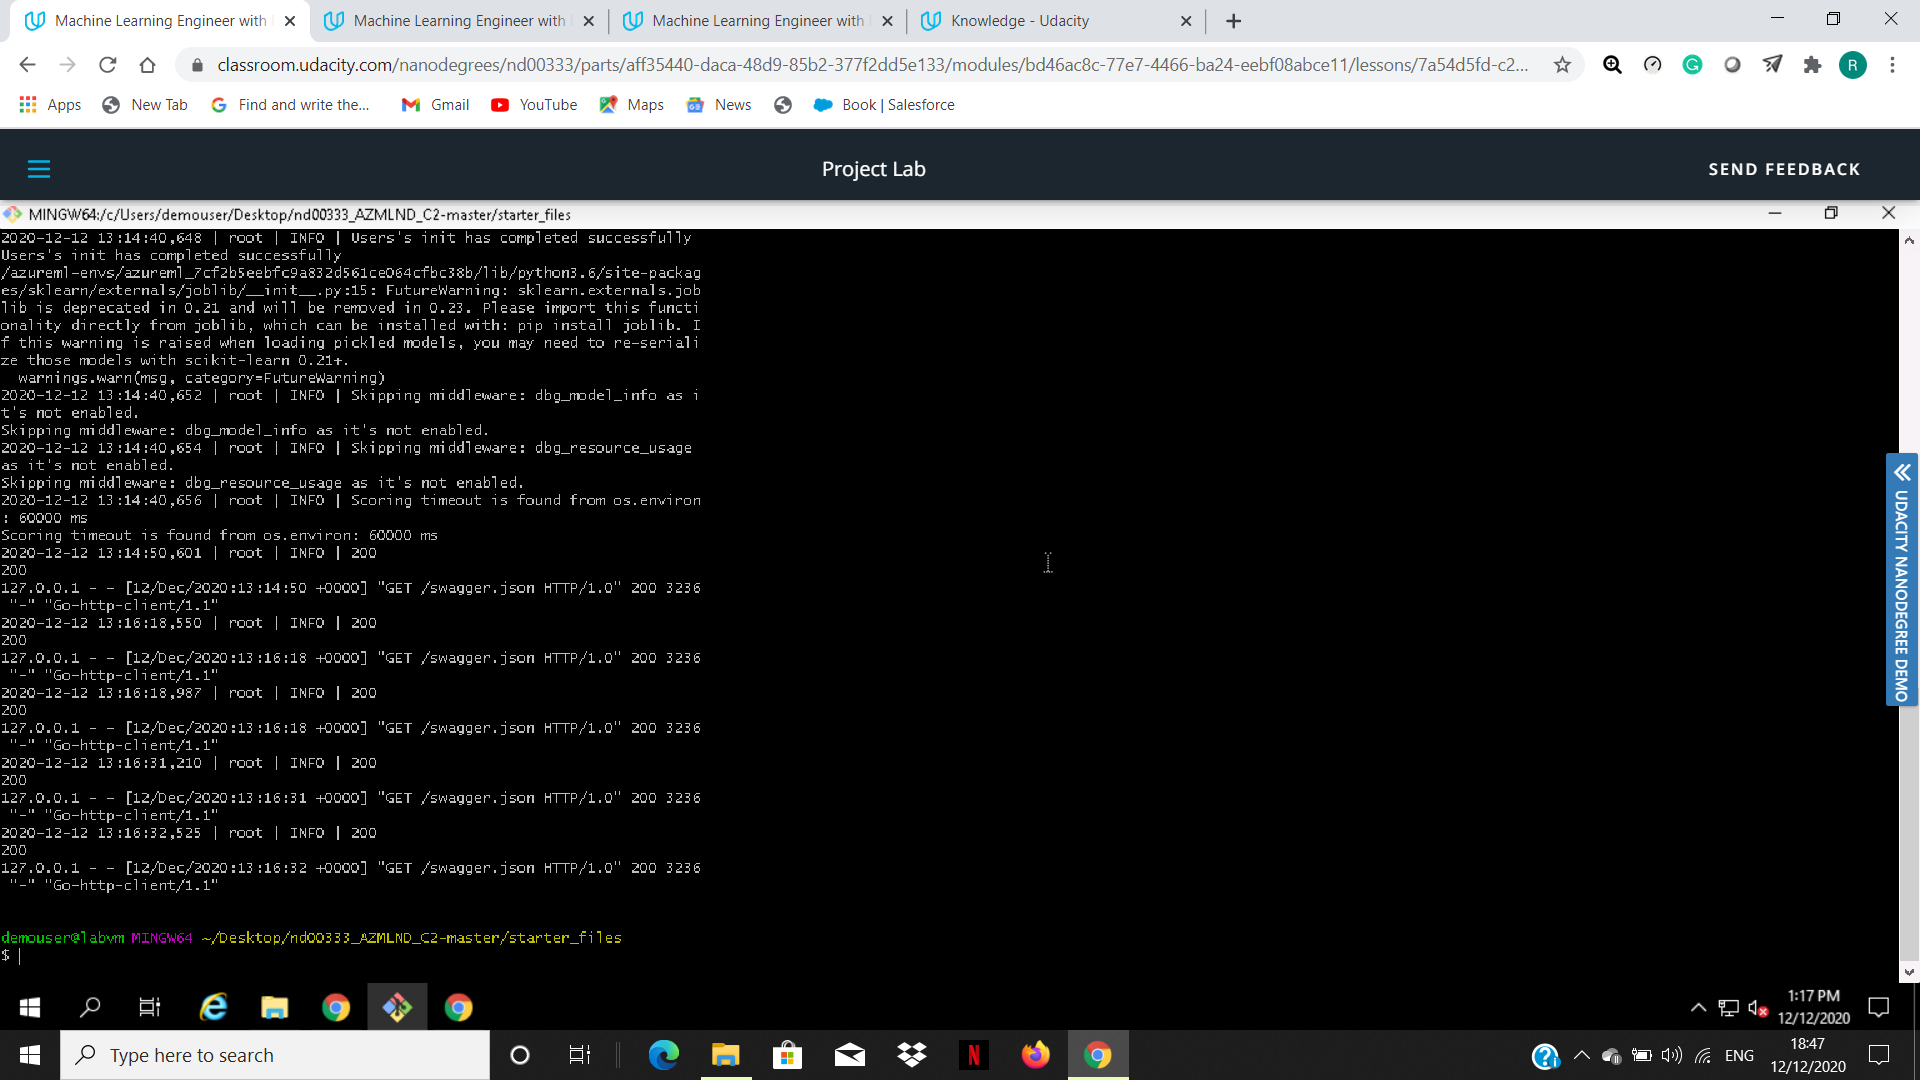 Machine Learning Engineer with
Machine Learning Engineer with
Machine Learning Engineer with
Knowledge - Udacity
classroom.udacity.com/nanodegrees/nd00333/parts/aff35440-daca-48d9-85b2-377f2dd5e133/modules/bd46ac8c-77e7-4466-ba24-eebf08abce11/lessons/7a54d5fd-c2...
R
Apps
New Tab
Find and write the...
Gmail
YouTube
Maps
News
Book | Salesforce
Project Lab
SEND FEEDBACK
MINGW64:/c/Users/demouser/Desktop/nd00333_AZMLND_C2-master/starter_files
2020-12-12 13:14:40,648 | root | INFO | Users's init has completed successfully
Users's init has completed successfully
/azureml-envs/azureml_7cf2b5eebfc9a832d561ce064cfbc38b/lib/python3.6/site-packag
es/sklearn/externals/joblib/__init__.py:15: FutureWarning: sklearn.externals.job
lib is deprecated in 0.21 and will be removed in 0.23. Please import this functi
onality directly from joblib, which can be installed with: pip install joblib. I
f this warning is raised when loading pickled models, you may need to re-seriali
ze those models with scikit-learn 0.21+.
warnings.warn(msg, category=FutureWarning)
2020-12-12 13:14:40,652 | root | INFO | Skipping middleware: dbg_model_info as i
t's not enabled.
Skipping middleware: dbg_model_info as it's not enabled.
2020-12-12 13:14:40,654 | root | INFO | Skipping middleware: dbg_resource_usage
as it's not enabled.
Skipping middleware: dbg_resource_usage as it's not enabled.
2020-12-12 13:14:40,656 | root | INFO | Scoring timeout is found from os.environ
: 60000 ms
Scoring timeout is found from os.environ: 60000 ms
2020-12-12 13:14:50,601 | root | INFO | 200
200
127.0.0.1 - - [12/Dec/2020:13:14:50 +0000] "GET /swagger.json HTTP/1.0" 200 3236
"-" "Go-http-client/1.1"
2020-12-12 13:16:18,550 | root | INFO | 200
200
127.0.0.1 - - [12/Dec/2020:13:16:18 +0000] "GET /swagger.json HTTP/1.0" 200 3236
"-" "Go-http-client/1.1"
2020-12-12 13:16:18,987 | root | INFO | 200
200
127.0.0.1 - - [12/Dec/2020:13:16:18 +0000] "GET /swagger.json HTTP/1.0" 200 3236
"-" "Go-http-client/1.1"
2020-12-12 13:16:31,210 | root | INFO | 200
200
127.0.0.1 - - [12/Dec/2020:13:16:31 +0000] "GET /swagger.json HTTP/1.0" 200 3236
"-" "Go-http-client/1.1"
2020-12-12 13:16:32,525 | root | INFO | 200
200
127.0.0.1 - - [12/Dec/2020:13:16:32 +0000] "GET /swagger.json HTTP/1.0" 200 3236
"-" "Go-http-client/1.1"
demouser@labvm MINGW64 ~/Desktop/nd00333_AZMLND_C2-master/starter_files
$
UDACITY NANODEGREE DEMO
1:17 PM
12/12/2020
Type here to search
ENG
18:47
12/12/2020